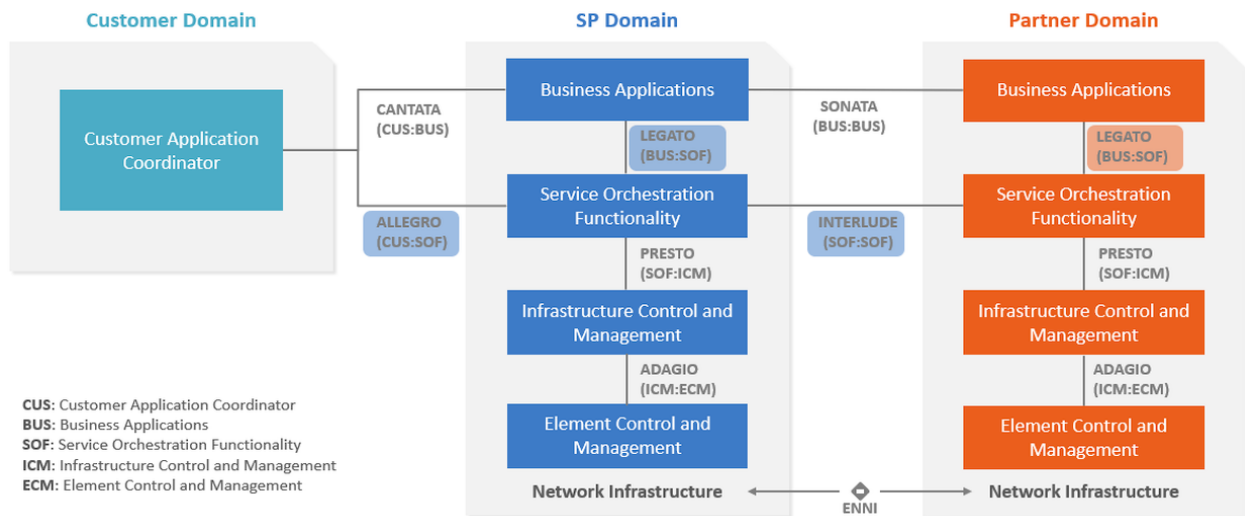 Customer Domain
SP Domain
Partner Domain
Customer Application
Coordinator
CANTATA
(CUS:BUS)
ALLEGRO
(CUS:SOF)
Business Applications
LEGATO
(BUS:SOF)
Service Orchestration
Functionality
PRESTO
(SOF:ICM)
Infrastructure Control and
Management
ADAGIO
(ICM:ECM)
Element Control and
Management
Network Infrastructure
SONATA
(BUS:BUS)
INTERLUDE
(SOF:SOF)
ENNI
Business Applications
LEGATO
(BUS:SOF)
Service Orchestration
Functionality
PRESTO
(SOF:ICM)
Infrastructure Control and
Management
ADAGIO
(ICM:ECM)
Element Control and
Management
Network Infrastructure
CUS: Customer Application Coordinator
BUS: Business Applications
SOF: Service Orchestration Functionality
ICM: Infrastructure Control and Management
ECM: Element Control and Management